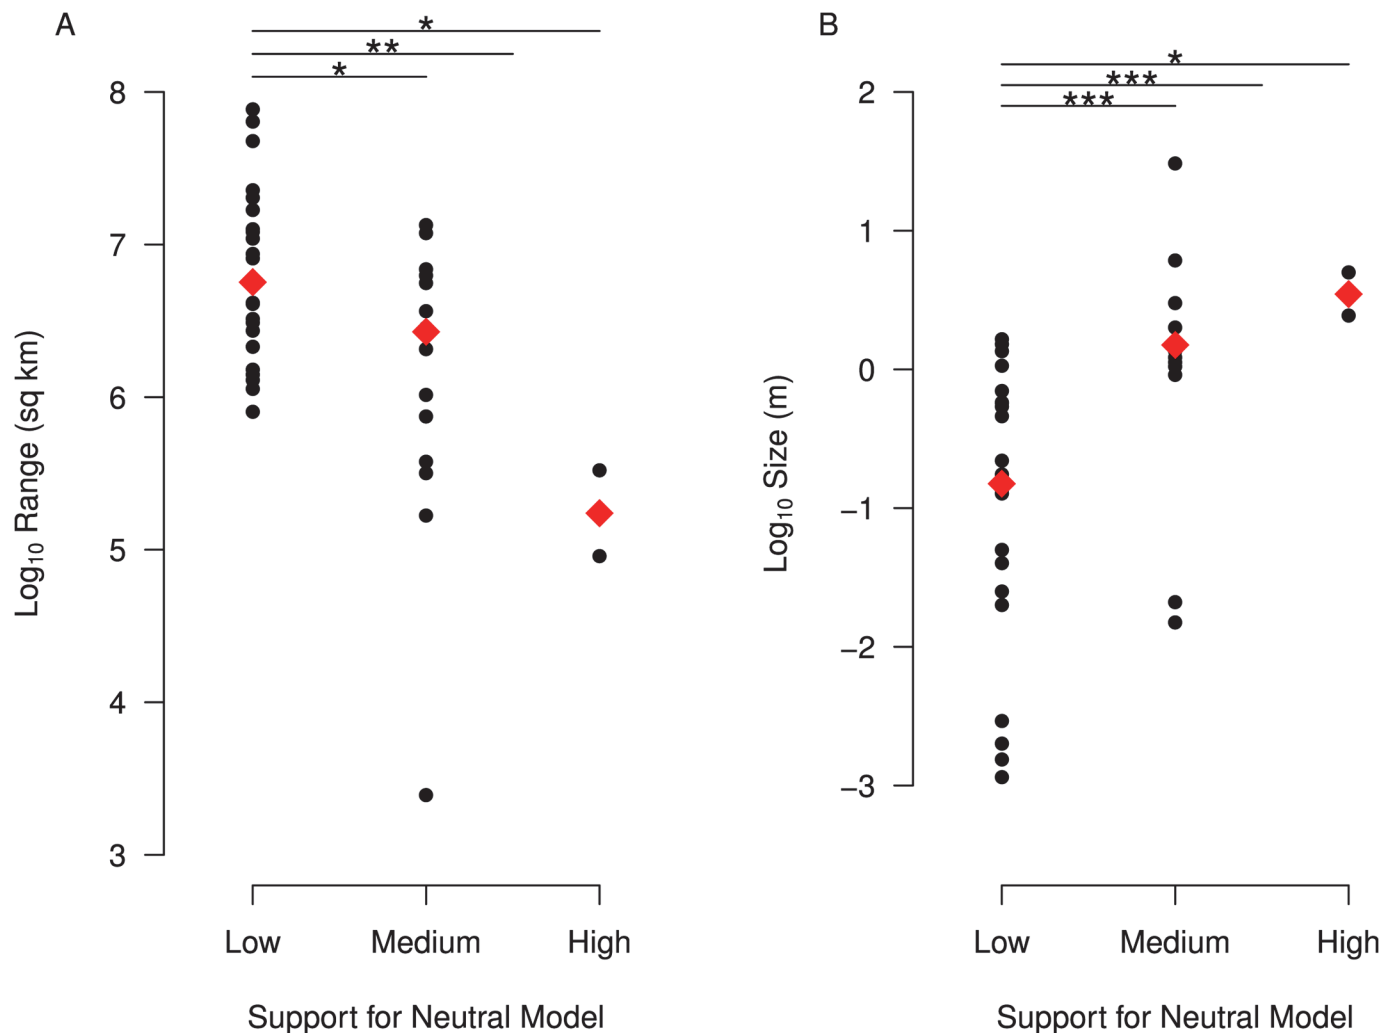 A
*
**
*
8
7
6
5
4
3
Log10 Range (sq km)
Low Medium High
Support for Neutral Model
B
*
***
***
2
1
0
−1
−2
−3
Log10 Size (m)
Low Medium High
Support for Neutral Model